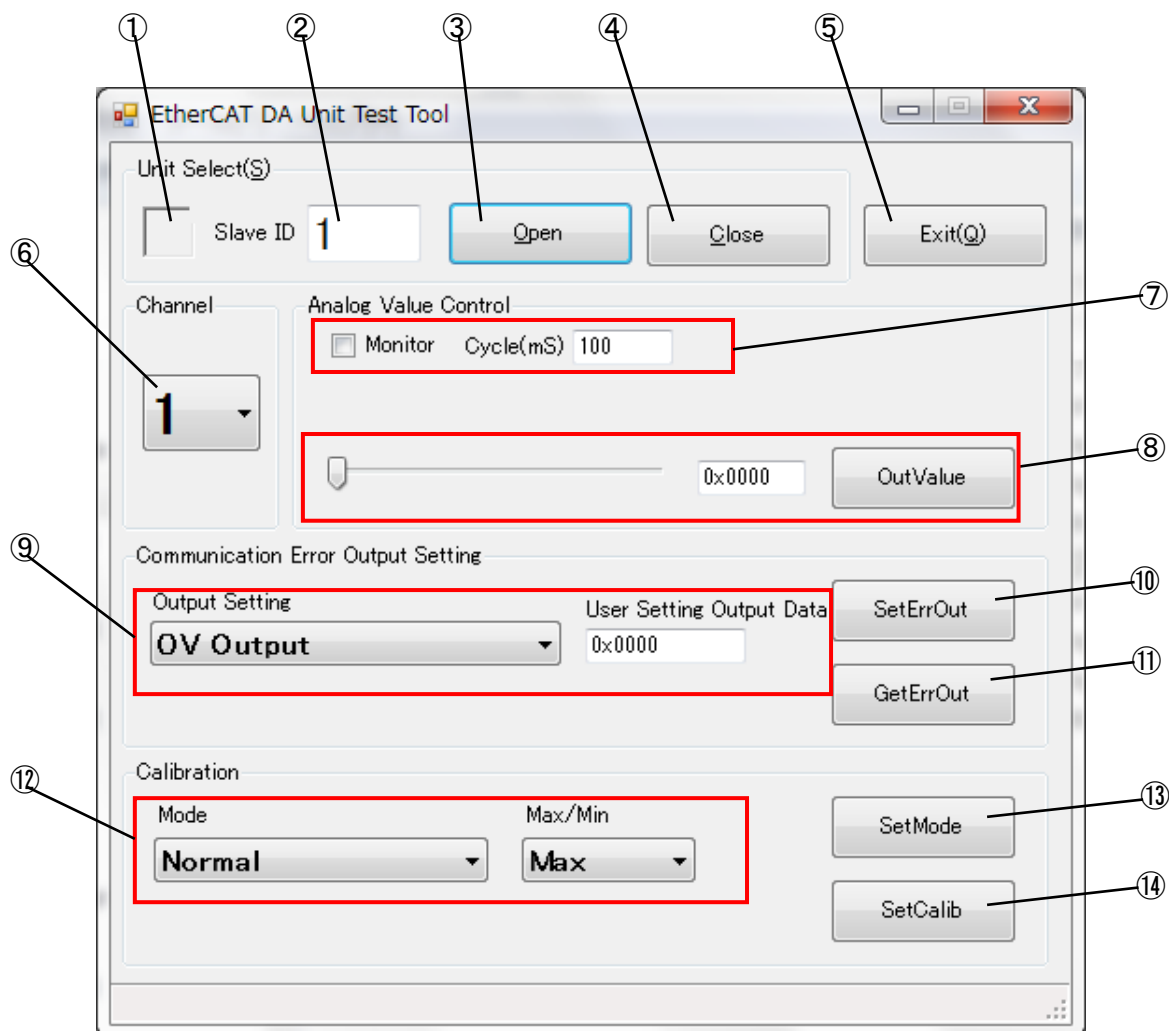 ① ② ③ ④ ⑤
EtherCAT DA Unit Test Tool
Unit Select(S)
Slave ID 1 Open Close Exit(Q)
⑥
Channel Analog Value Control ⑦
Monitor Cycle(mS) 100
1
⑧
0x0000 OutValue
⑨
Communication Error Output Setting
⑩
Output Setting User Setting Output Data SetErrOut
0V Output 0x0000
⑪
GetErrOut
⑫
Calibration
⑬
Mode Max/Min SetMode
Normal Max
⑭
SetCalib